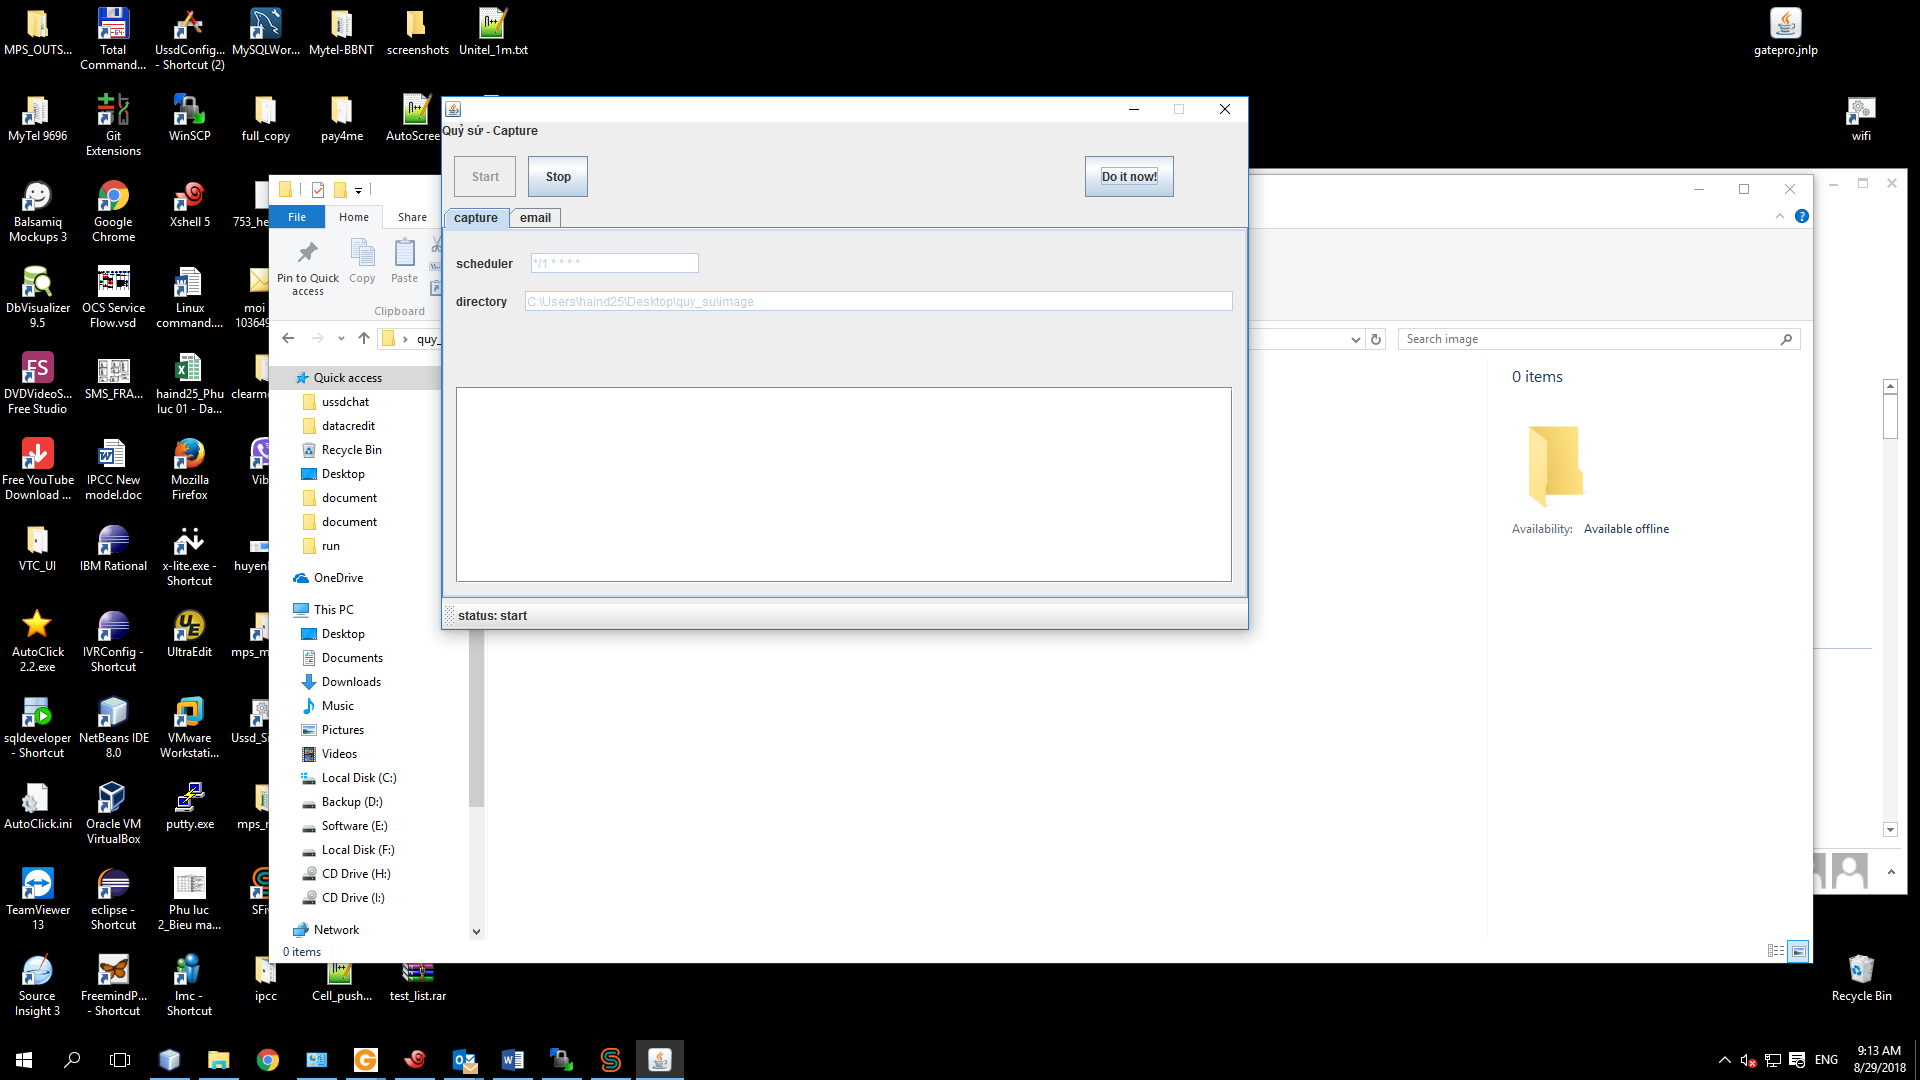 MPS_OUTS...
Total
Command...
UssdConfig...
- Shortcut (2)
MySQLWor...
Mytel-BBNT
screenshots
Unitel_1m.txt
gatepro.jnlp
MyTel 9696
Git
Extensions
WinSCP
full_copy
pay4me
AutoScree
wifi
Balsamiq
Mockups 3
Google
Chrome
Xshell 5
753_he
DbVisualizer
9.5
OCS Service
Flow.vsd
Linux
command....
moi
103649
DVDVideoS...
Free Studio
SMS_FRA...
haind25_Phu
luc 01 - Da...
clearm
Free YouTube
Download ...
IPCC New
model.doc
Mozilla
Firefox
Vib
VTC_UI
IBM Rational
x-lite.exe -
Shortcut
AutoClick
2.2.exe
IVRConfig -
Shortcut
UltraEdit
mps_m
sqldeveloper
- Shortcut
NetBeans IDE
8.0
VMware
Workstati...
Ussd_Si
AutoClick.ini
Oracle VM
VirtualBox
putty.exe
TeamViewer
13
eclipse -
Shortcut
Phu luc
2_Bieu ma...
Source
Insight 3
FreemindP...
- Shortcut
Imc -
Shortcut
ipcc
Cell_push...
test_list.rar
Recycle Bin
Quỷ sứ - Capture
Start
Stop
Do it now!
capture
email
scheduler
*/1 * * * *
directory
C:\Users\haind25\Desktop\quy_su\image
status: start
File
Home
Share
Pin to Quick
access
Copy
Paste
Clipboard
quy_
Search image
Quick access
ussdchat
datacredit
Recycle Bin
Desktop
document
document
run
OneDrive
This PC
Desktop
Documents
Downloads
Music
Pictures
Videos
Local Disk (C:)
Backup (D:)
Software (E:)
Local Disk (F:)
CD Drive (H:)
CD Drive (I:)
Network
0 items
0 items
Availability: Available offline
ENG
9:13 AM
8/29/2018